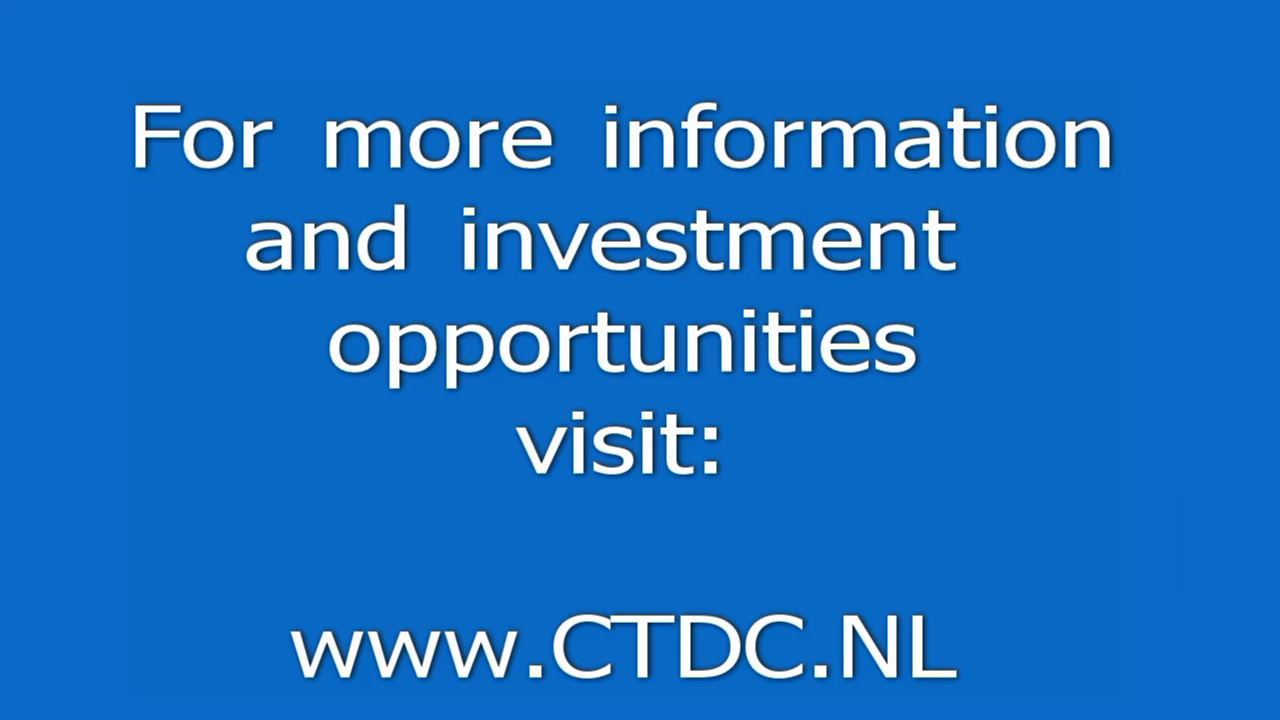 For more information
and investment
opportunities
visit:
www.CTDC.NL